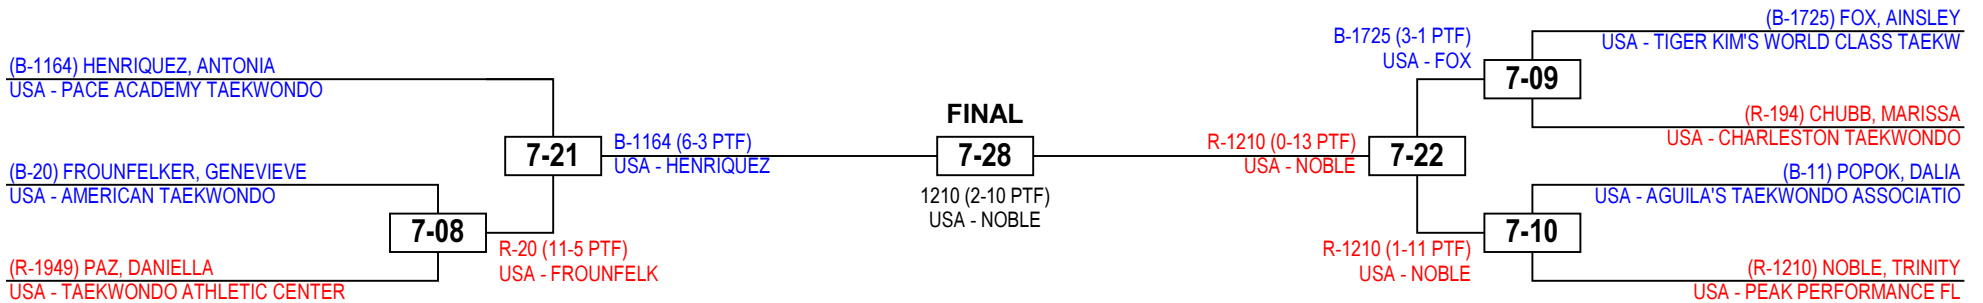 (B-1164) HENRIQUEZ, ANTONIA
USA - PACE ACADEMY TAEKWONDO
(B-20) FROUNFELKER, GENEVIEVE
USA - AMERICAN TAEKWONDO
(R-1949) PAZ, DANIELLA
USA - TAEKWONDO ATHLETIC CENTER
7-08
R-20 (11-5 PTF)
USA - FROUNFELK
7-21
B-1164 (6-3 PTF)
USA - HENRIQUEZ
FINAL
7-28
1210 (2-10 PTF)
USA - NOBLE
R-1210 (0-13 PTF)
USA - NOBLE
7-22
B-1725 (3-1 PTF)
USA - FOX
7-09
R-1210 (1-11 PTF)
USA - NOBLE
7-10
(B-1725) FOX, AINSLEY
USA - TIGER KIM'S WORLD CLASS TAEKW
(R-194) CHUBB, MARISSA
USA - CHARLESTON TAEKWONDO
(B-11) POPOK, DALIA
USA - AGUILA'S TAEKWONDO ASSOCIATIO
(R-1210) NOBLE, TRINITY
USA - PEAK PERFORMANCE FL